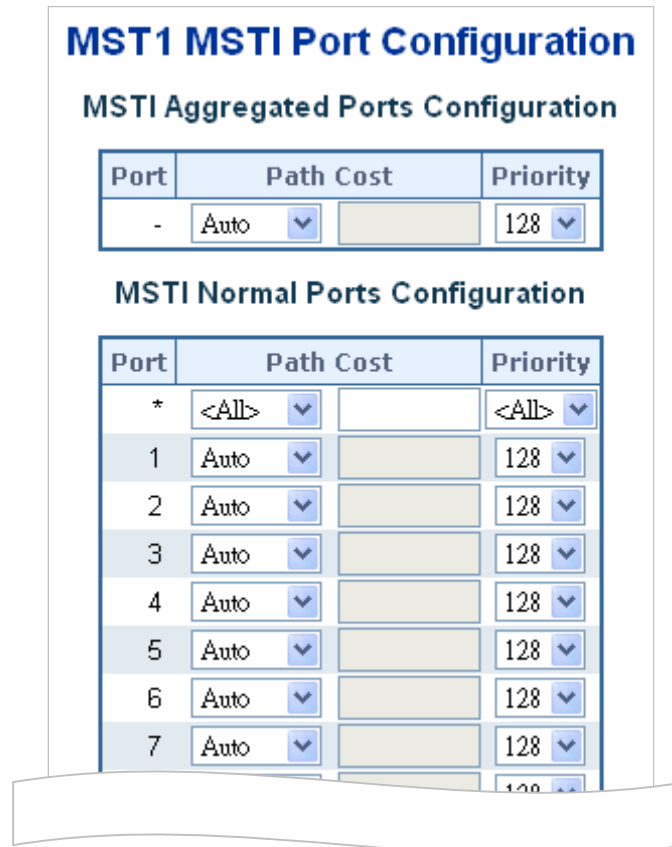 MST1 MSTI Port Configuration
MSTI Aggregated Ports Configuration
Port Path Cost Priority
- Auto 128
MSTI Normal Ports Configuration
Port Path Cost Priority
* <All> <All>
1 Auto 128
2 Auto 128
3 Auto 128
4 Auto 128
5 Auto 128
6 Auto 128
7 Auto 128